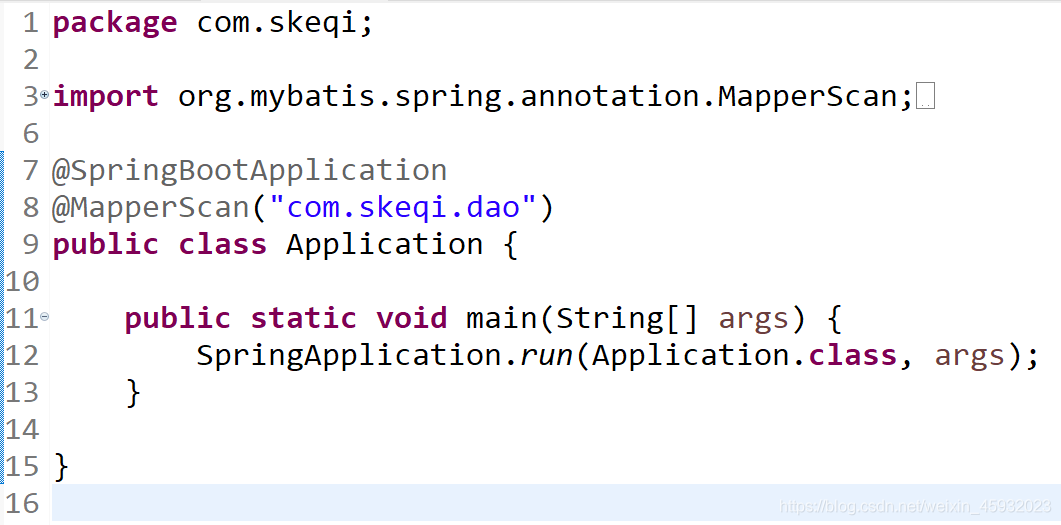 1 package com.skeqi;
2
3 import org.mybatis.spring.annotation.MapperScan;
6
7 @SpringBootApplication
8 @MapperScan("com.skeqi.dao")
9 public class Application {
10
11 public static void main(String[] args) {
12 SpringApplication.run(Application.class, args);
13 }
14
15 }
16
https://blog.csdn.net/weixin_45932023